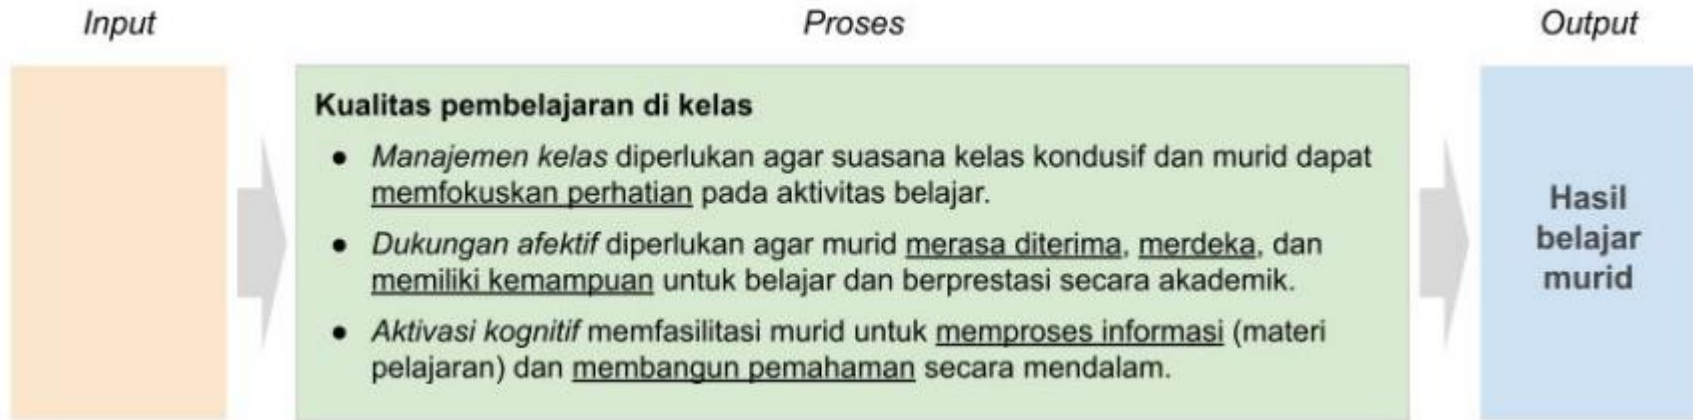 Input
Proses
Output
Kualitas pembelajaran di kelas
● Manajemen kelas diperlukan agar suasana kelas kondusif dan murid dapat
memfokuskan perhatian pada aktivitas belajar.
● Dukungan afektif diperlukan agar murid merasa diterima, merdeka, dan
memiliki kemampuan untuk belajar dan berprestasi secara akademik.
● Aktivasi kognitif memfasilitasi murid untuk memproses informasi (materi
pelajaran) dan membangun pemahaman secara mendalam.
Hasil
belajar
murid